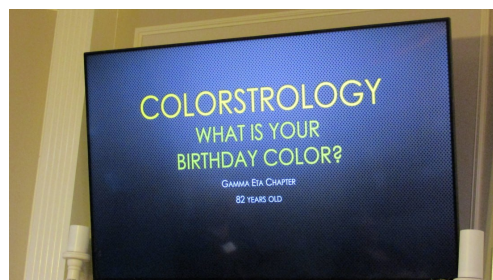 COLORSTROLOGY
WHAT IS YOUR
BIRTHDAY COLOR?
GAMMA ETA CHAPTER
82 YEARS OLD